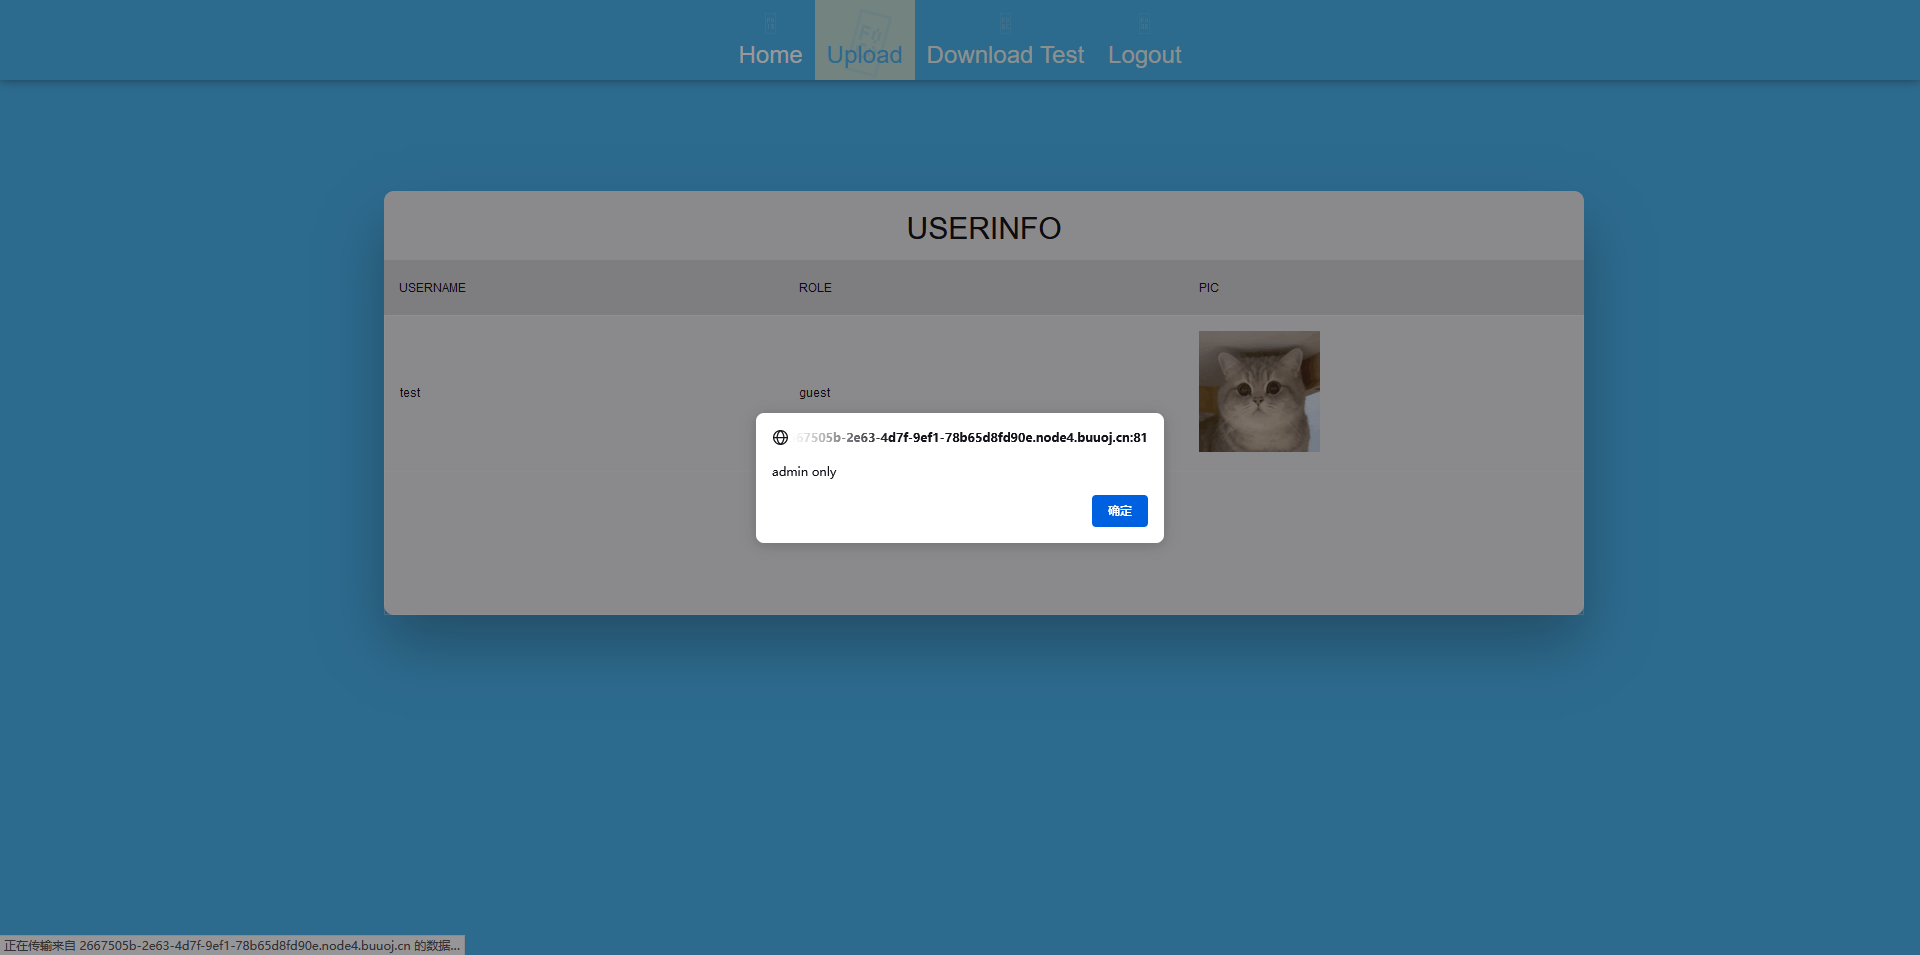 Home
Upload
Download Test
Logout
USERINFO
USERNAME
ROLE
PIC
test
guest
67505b-2e63-4d7f-9ef1-78b65d8fd90e.node4.buuoj.cn:81
admin only
确定
正在传输来自 2667505b-2e63-4d7f-9ef1-78b65d8fd90e.node4.buuoj.cn 的数据...